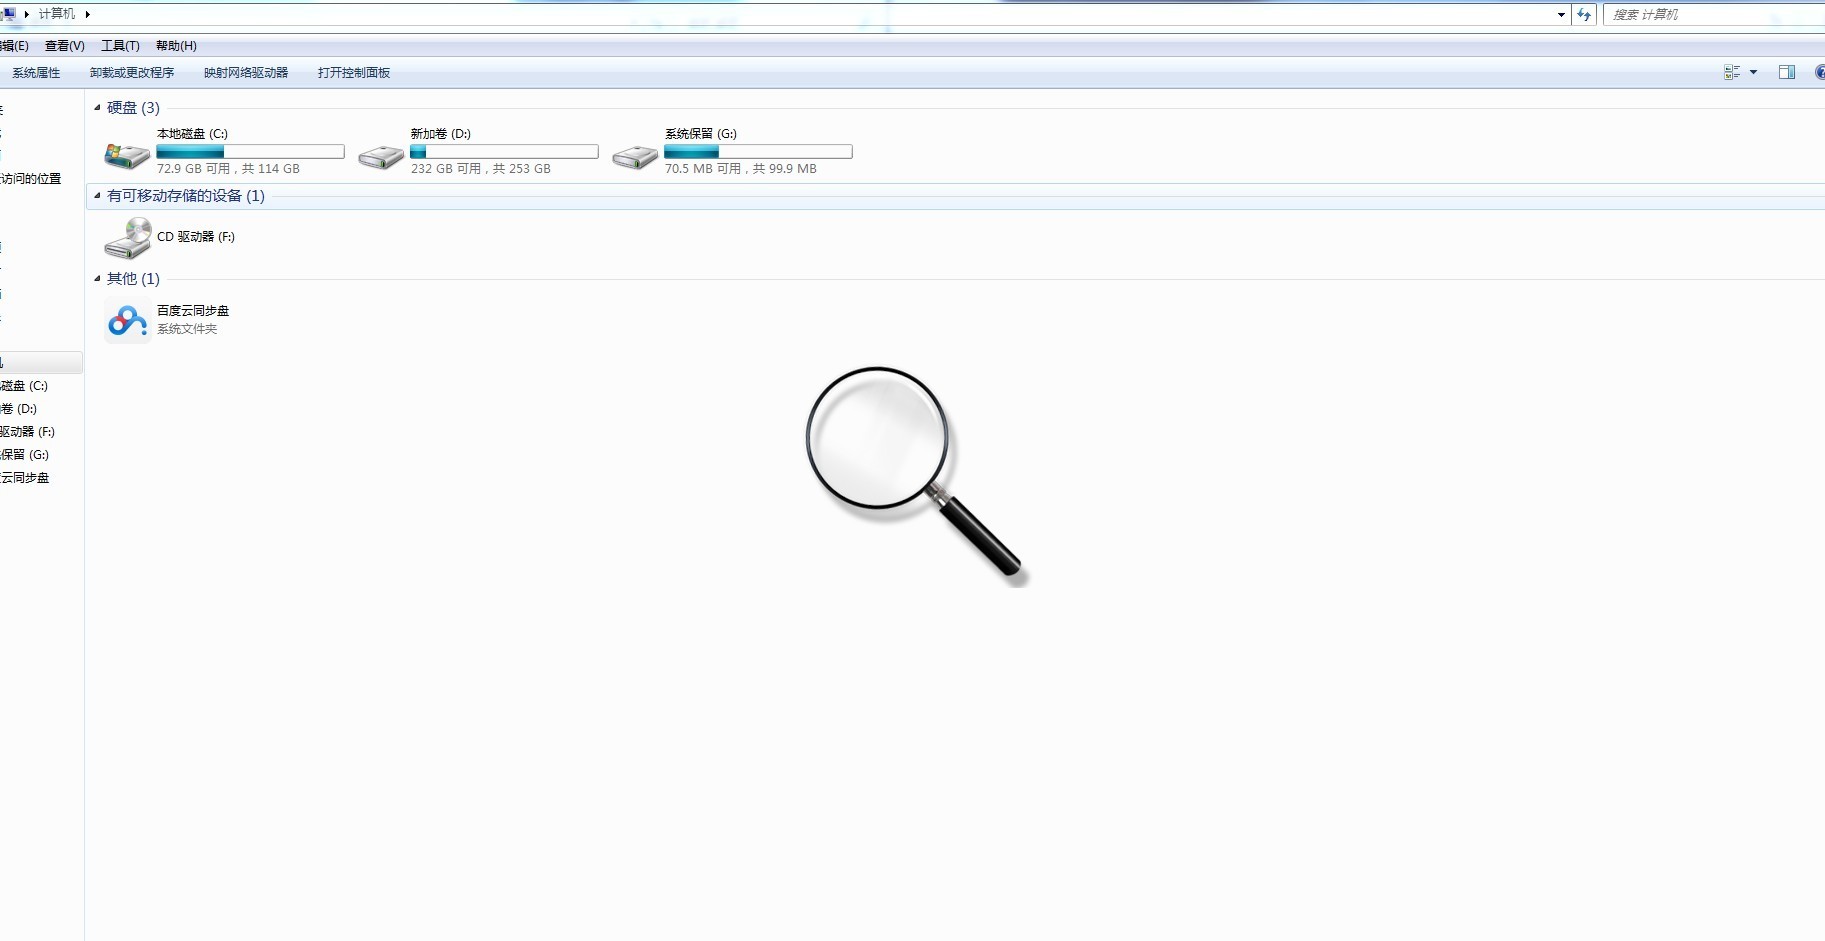 计算机
搜索 计算机
编辑(E) 查看(V) 工具(T) 帮助(H)
系统属性 卸载或更改程序 映射网络驱动器 打开控制面板
访问的位置
磁盘 (C:)
卷 (D:)
驱动器 (F:)
保留 (G:)
云同步盘
硬盘 (3)
本地磁盘 (C:)
72.9 GB 可用，共 114 GB
新加卷 (D:)
232 GB 可用，共 253 GB
系统保留 (G:)
70.5 MB 可用，共 99.9 MB
有可移动存储的设备 (1)
CD 驱动器 (F:)
其他 (1)
百度云同步盘
系统文件夹